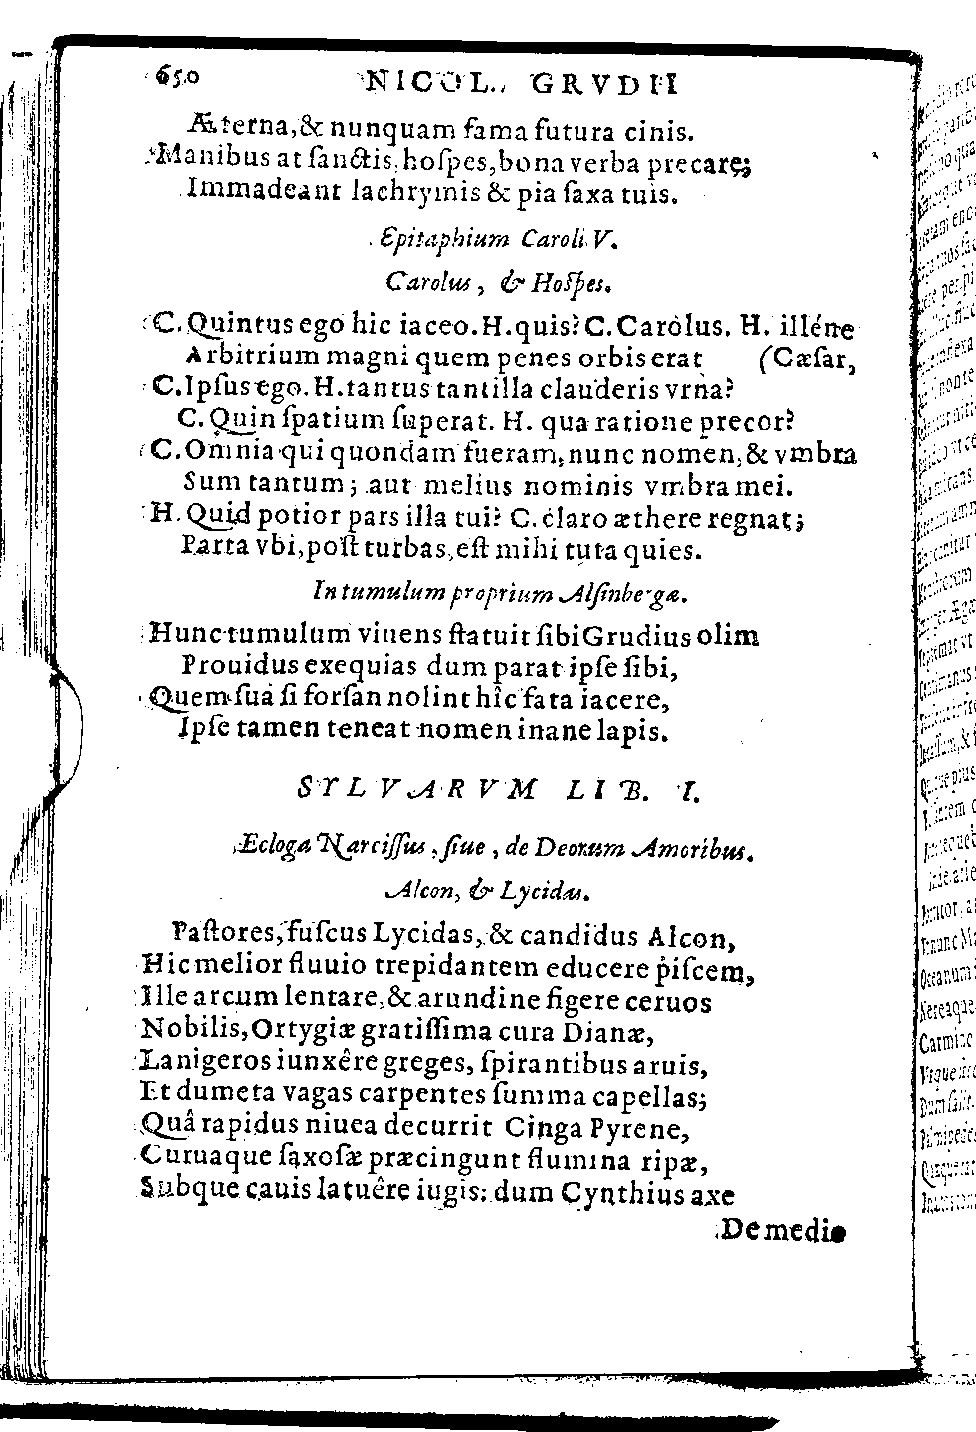 650 NICOL. GRVDII
Æterna,& nunquam fama futura cinis.
Manibus at ſanctis, hoſpes, bona verba precare;
Immadeant lachrymis & pia ſaxa tuis.
Epitaphium Caroli V.
Carolus, & Hoſpes.
C. Quintus ego hic iaceo. H. quis? C. Carolus. H. illéne
Arbitrium magni quem penes orbis erat (Cæſar,
C. Ipſus ego. H. tantus tantilla clauderis vrna?
C. Quin ſpatium ſuperat. H. qua ratione precor?
C. Omnia qui quondam fueram, nunc nomen, & vmbra
Sum tantum; aut melius nominis vmbra mei.
H. Quid potior pars illa tui? C. claro æthere regnat;
Parta vbi, poſt turbas, eſt mihi tuta quies.
In tumulum proprium Alſinbergæ.
Hunc tumulum viuens ſtatuit ſibi Grudius olim
Prouidus exequias dum parat ipſe ſibi,
Quem ſua ſi forſan nolint hîc fata iacere,
Ipſe tamen teneat nomen inane lapis.
SYLVARVM LIB. I.
Ecloga Narciſſus, ſiue, de Deorum Amoribus.
Alcon, & Lycidas.
Paſtores, fuſcus Lycidas, & candidus Alcon,
Hic melior fluuio trepidantem educere piſcem,
Ille arcum lentare, & arundine figere ceruos
Nobilis, Ortygiæ gratiſſima cura Dianæ,
Lanigeros iunxêre greges, ſpirantibus aruis,
Et dumeta vagas carpentes ſumma capellas;
Quâ rapidus niuea decurrit Cinga Pyrene,
Curuaque ſaxoſæ præcingunt flumina ripæ,
Subque cauis latuêre iugis: dum Cynthius axe
De medio